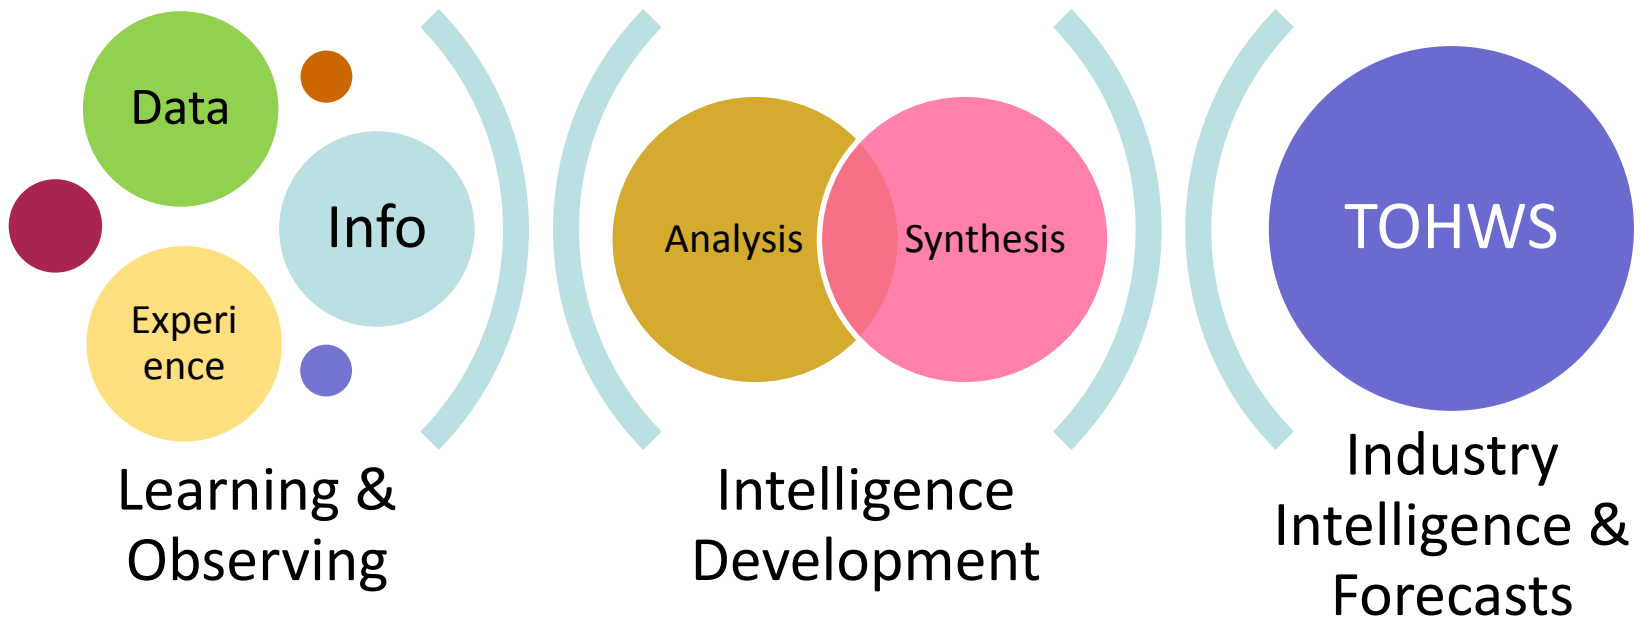 Data
Info
Experi
ence
Learning &
Observing
Analysis
Synthesis
Intelligence
Development
TOHWS
Industry
Intelligence &
Forecasts